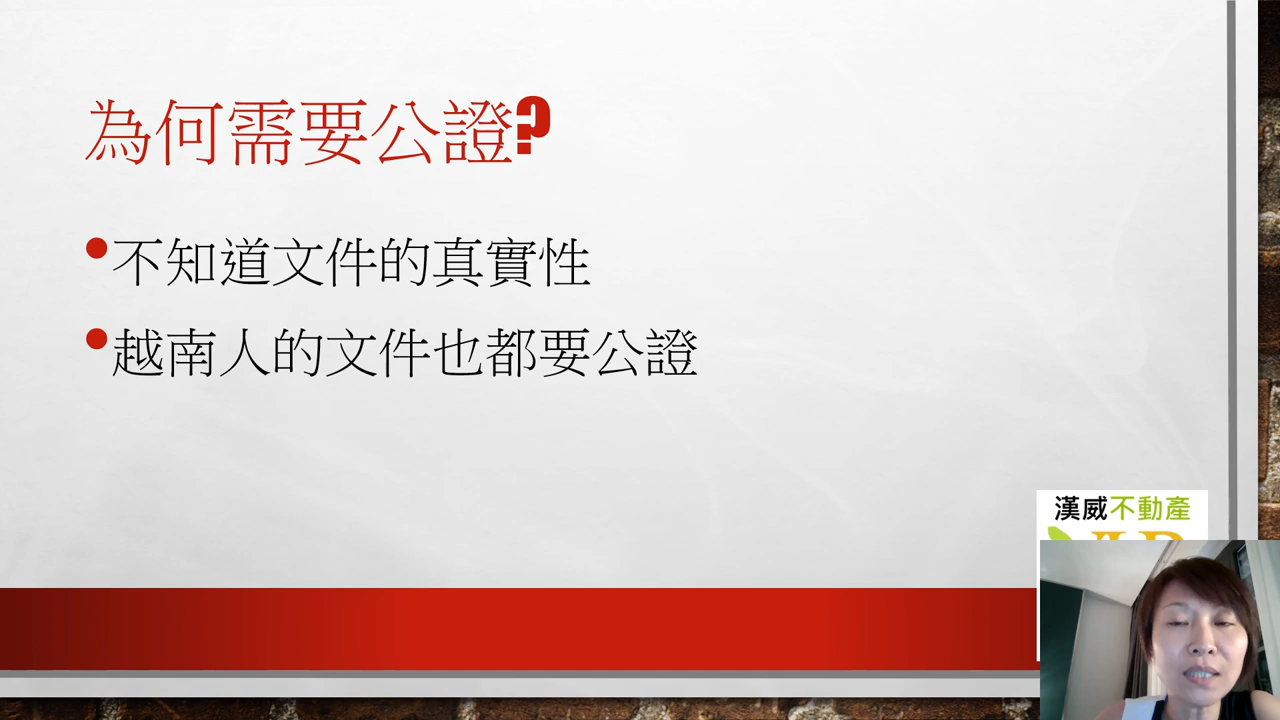 為何需要公證?
•不知道文件的真實性
•越南人的文件也都要公證
漢威不動產